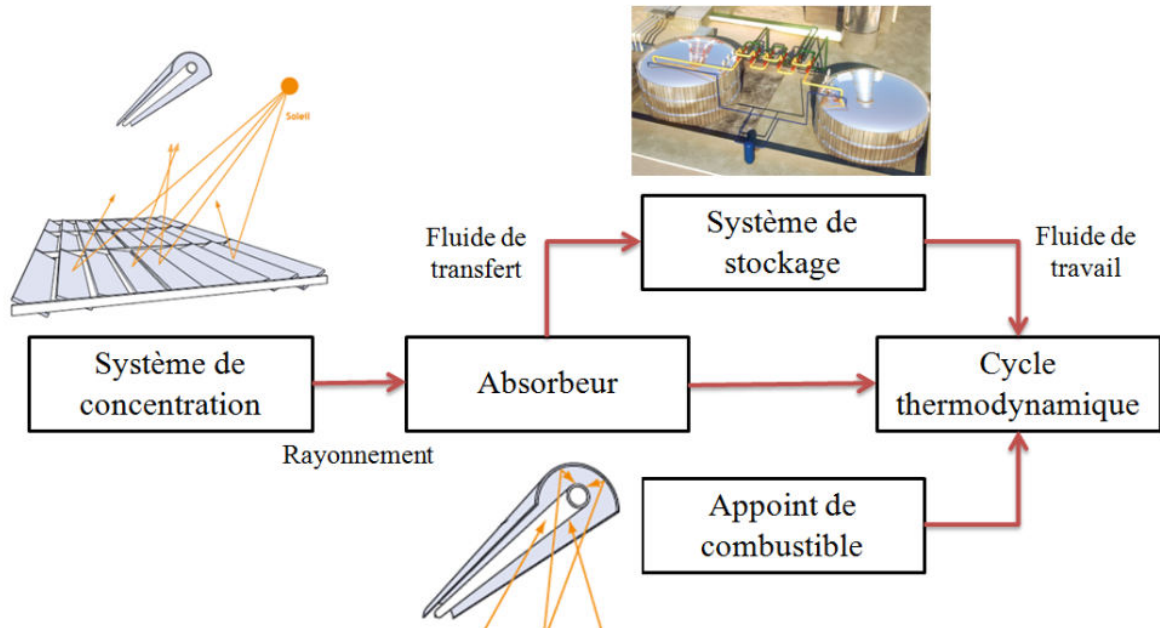 Soleil
Fluide de
transfert
Système de
stockage
Fluide de
travail
Système de
concentration
Absorbeur
Cycle
thermodynamique
Rayonnement
Appoint de
combustible